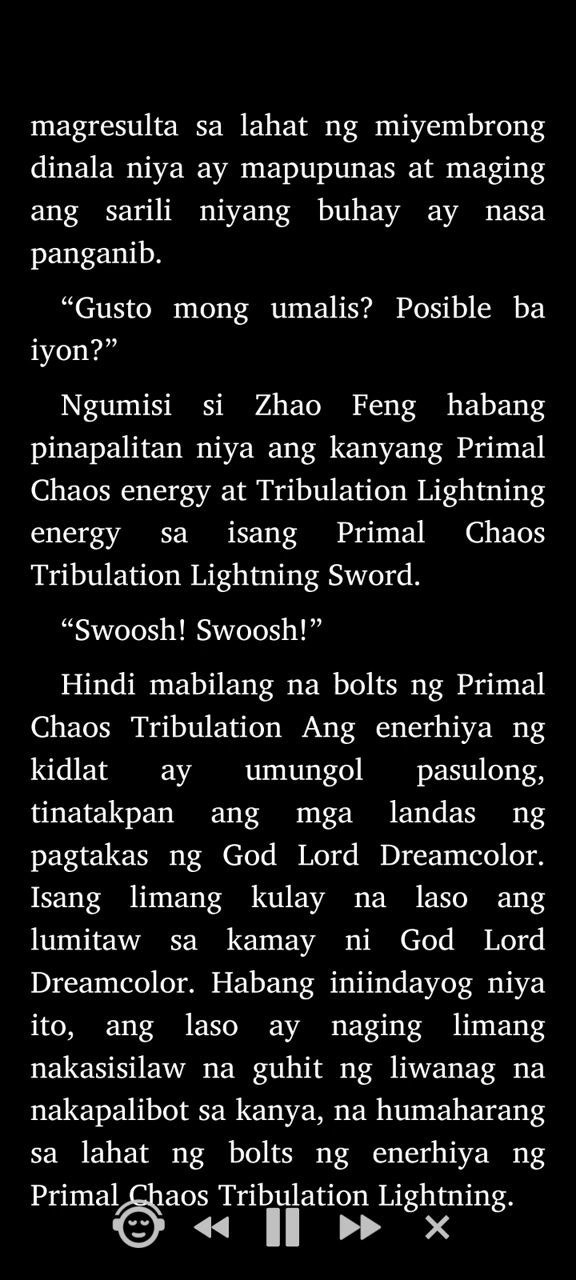 magresulta sa lahat ng miyembrong
dinala niya ay mapupunas at maging
ang sarili niyang buhay ay nasa
panganib.
“Gusto mong umalis? Posible ba
iyon?”
Ngumisi si Zhao Feng habang
pinapalitan niya ang kanyang Primal
Chaos energy at Tribulation Lightning
energy sa isang Primal Chaos
Tribulation Lightning Sword.
“Swoosh! Swoosh!”
Hindi mabilang na bolts ng Primal
Chaos Tribulation Ang enerhiya ng
kidlat ay umungol pasulong,
tinatakpan ang mga landas ng
pagtakas ng God Lord Dreamcolor.
Isang limang kulay na laso ang
lumitaw sa kamay ni God Lord
Dreamcolor. Habang iniindayog niya
ito, ang laso ay naging limang
nakasisilaw na guhit ng liwanag na
nakapalibot sa kanya, na humaharang
sa lahat ng bolts ng enerhiya ng
Primal Chaos Tribulation Lightning.